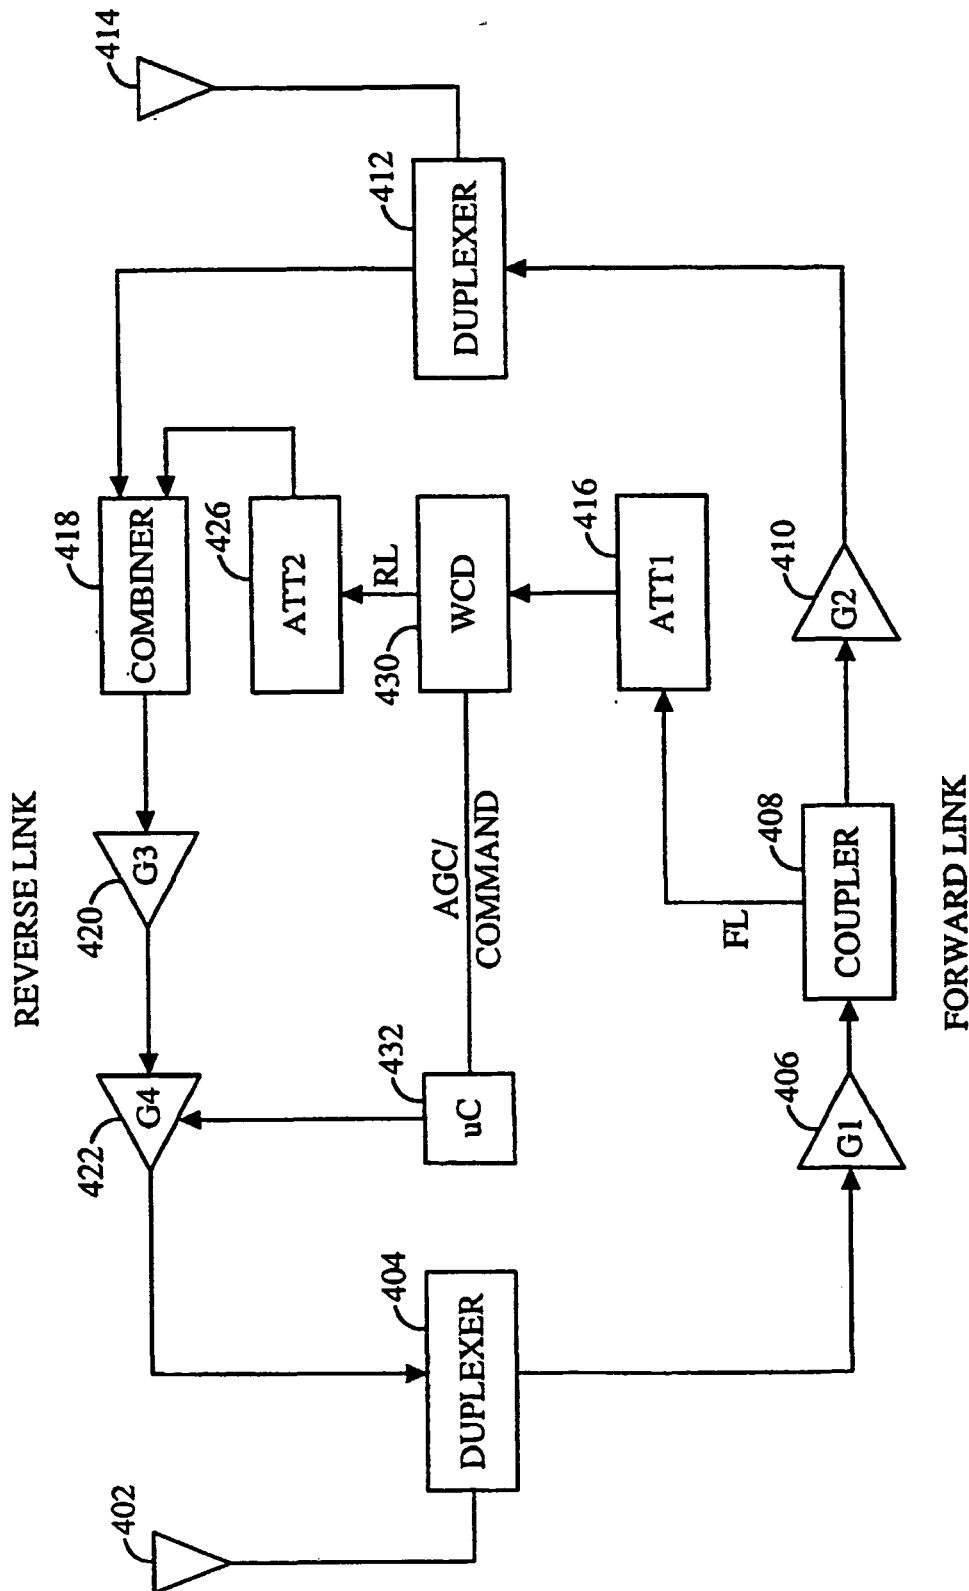 REVERSE LINK
402
404
DUPLEXER
422
G4
420
G3
418
COMBINER
426
ATT2
RL
432
uC
AGC/
COMMAND
430
WCD
416
ATT1
412
DUPLEXER
414
406
G1
FL
408
COUPLER
410
G2
FORWARD LINK